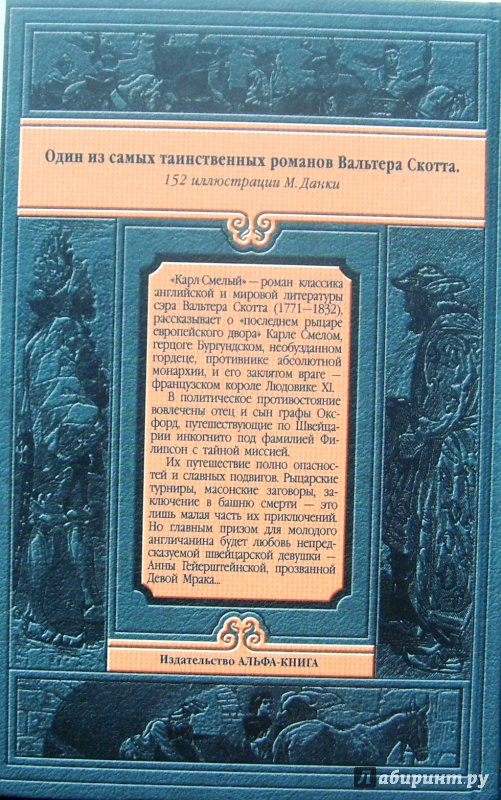 Один из самых таинственных романов Вальтера Скотта.
152 иллюстрации М. Данки
«Карл Смелый» — роман классика
английской и мировой литературы
сэра Вальтера Скотта (1771—1832),
рассказывает о «последнем рыцаре
европейского двора» Карле Смелом,
герцоге Бургундском, необузданном
гордеце, противнике абсолютной
монархии, и его заклятом враге —
французском короле Людовике XI.
В политическое противостояние
вовлечены отец и сын графы Окс-
форд, путешествующие по Швейца-
рии инкогнито под фамилией Фи-
липсон с тайной миссией.
Их путешествие полно опаснос-
тей и славных подвигов. Рыцарские
турниры, масонские заговоры, за-
ключение в башню смерти — это
лишь малая часть их приключений.
Но главным призом для молодого
англичанина будет любовь непред-
сказуемой швейцарской девушки —
Анны Гейерштейнской, прозванной
Девой Мрака...
Издательство АЛЬФА-КНИГА
Лабиринт.ру